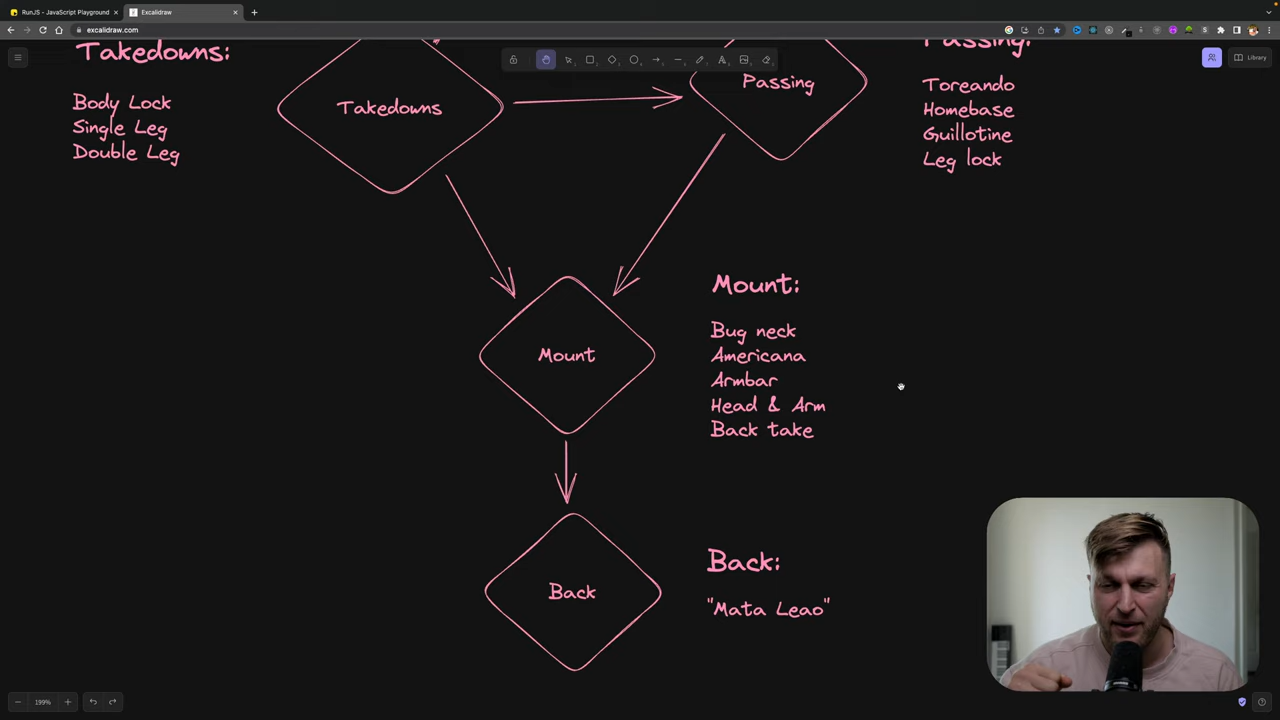 RunJS - JavaScript Playground
Excalidraw
excalidraw.com
Takedowns:
Body Lock
Single Leg
Double Leg
Takedowns
Passing
Passing:
Toreando
Homebase
Guillotine
Leg lock
Library
Mount
Mount:
Bug neck
Americana
Armbar
Head & Arm
Back take
Back
Back:
"Mata Leao"
199%